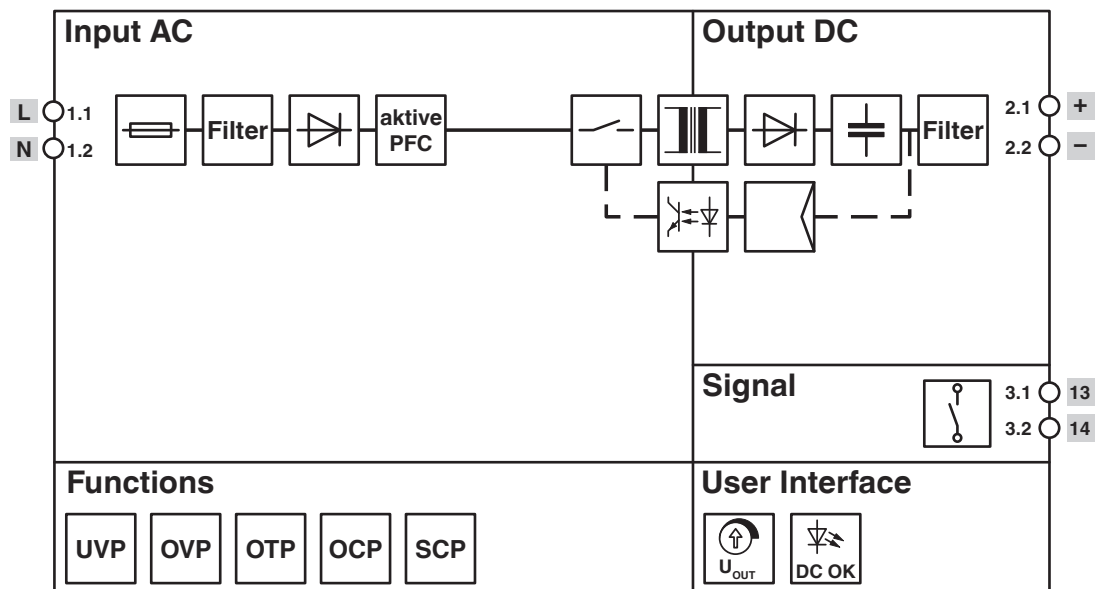 Input AC
Output DC
L 1.1
N 1.2
Filter
aktive
PFC
Filter
2.1 +
2.2 −
Signal
3.1 13
3.2 14
Functions
UVP OVP OTP OCP SCP
User Interface
UOUT
DC OK